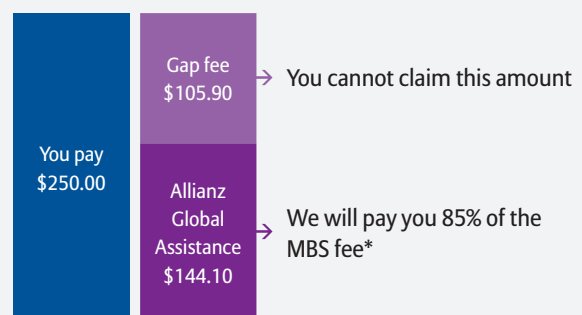 You pay
$250.00
Gap fee
$105.90
You cannot claim this amount
Allianz
Global
Assistance
$144.10
We will pay you 85% of the
MBS fee*